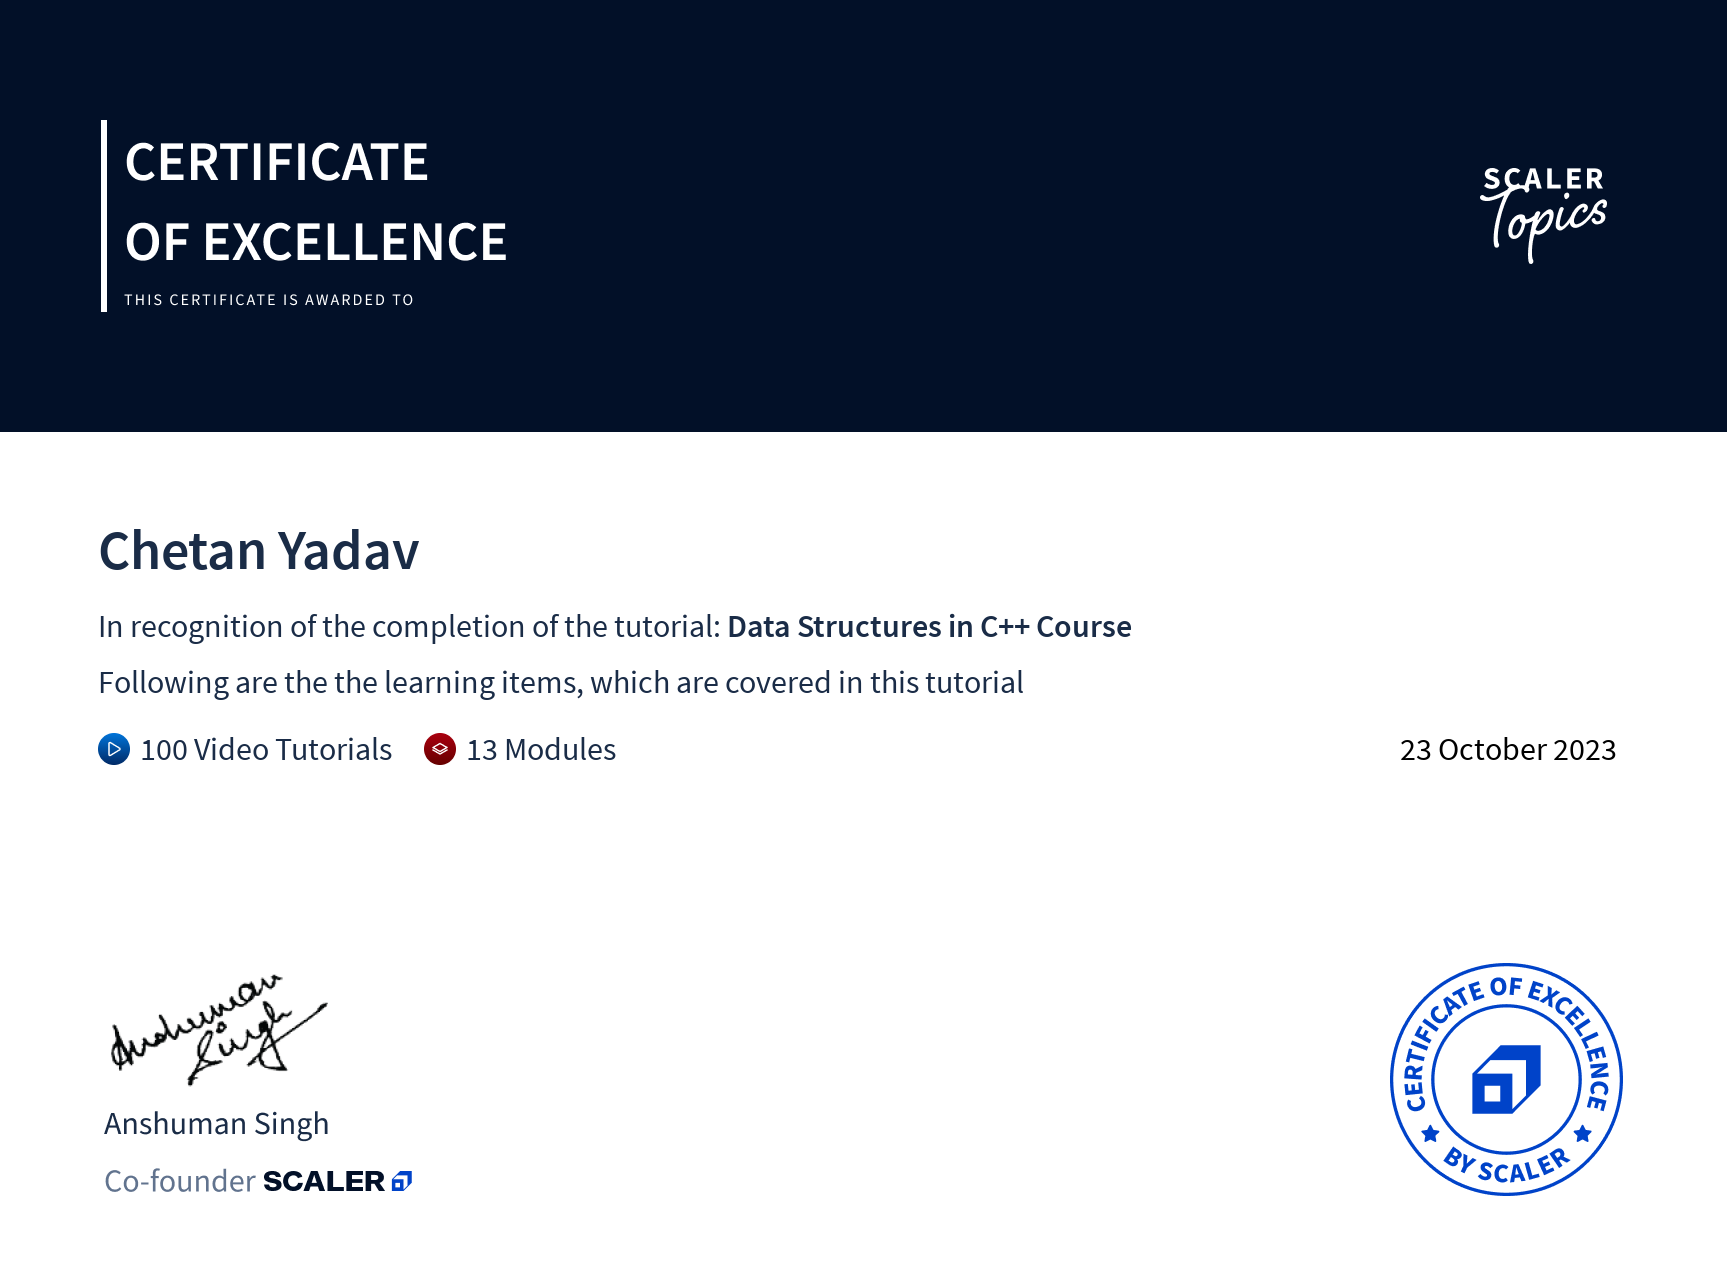 CERTIFICATE
OF EXCELLENCE
THIS CERTIFICATE IS AWARDED TO
SCALER
Topics
Chetan Yadav
In recognition of the completion of the tutorial: Data Structures in C++ Course
Following are the the learning items, which are covered in this tutorial
100 Video Tutorials 13 Modules 23 October 2023
Anshuman
Singh
Anshuman Singh
Co-founder SCALER
CERTIFICATE OF EXCELLENCE
BY SCALER